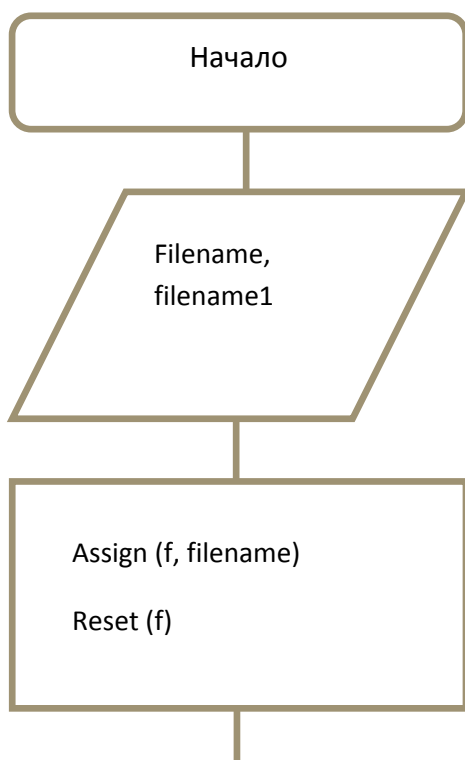 Начало
Filename,
filename1
Assign (f, filename)
Reset (f)